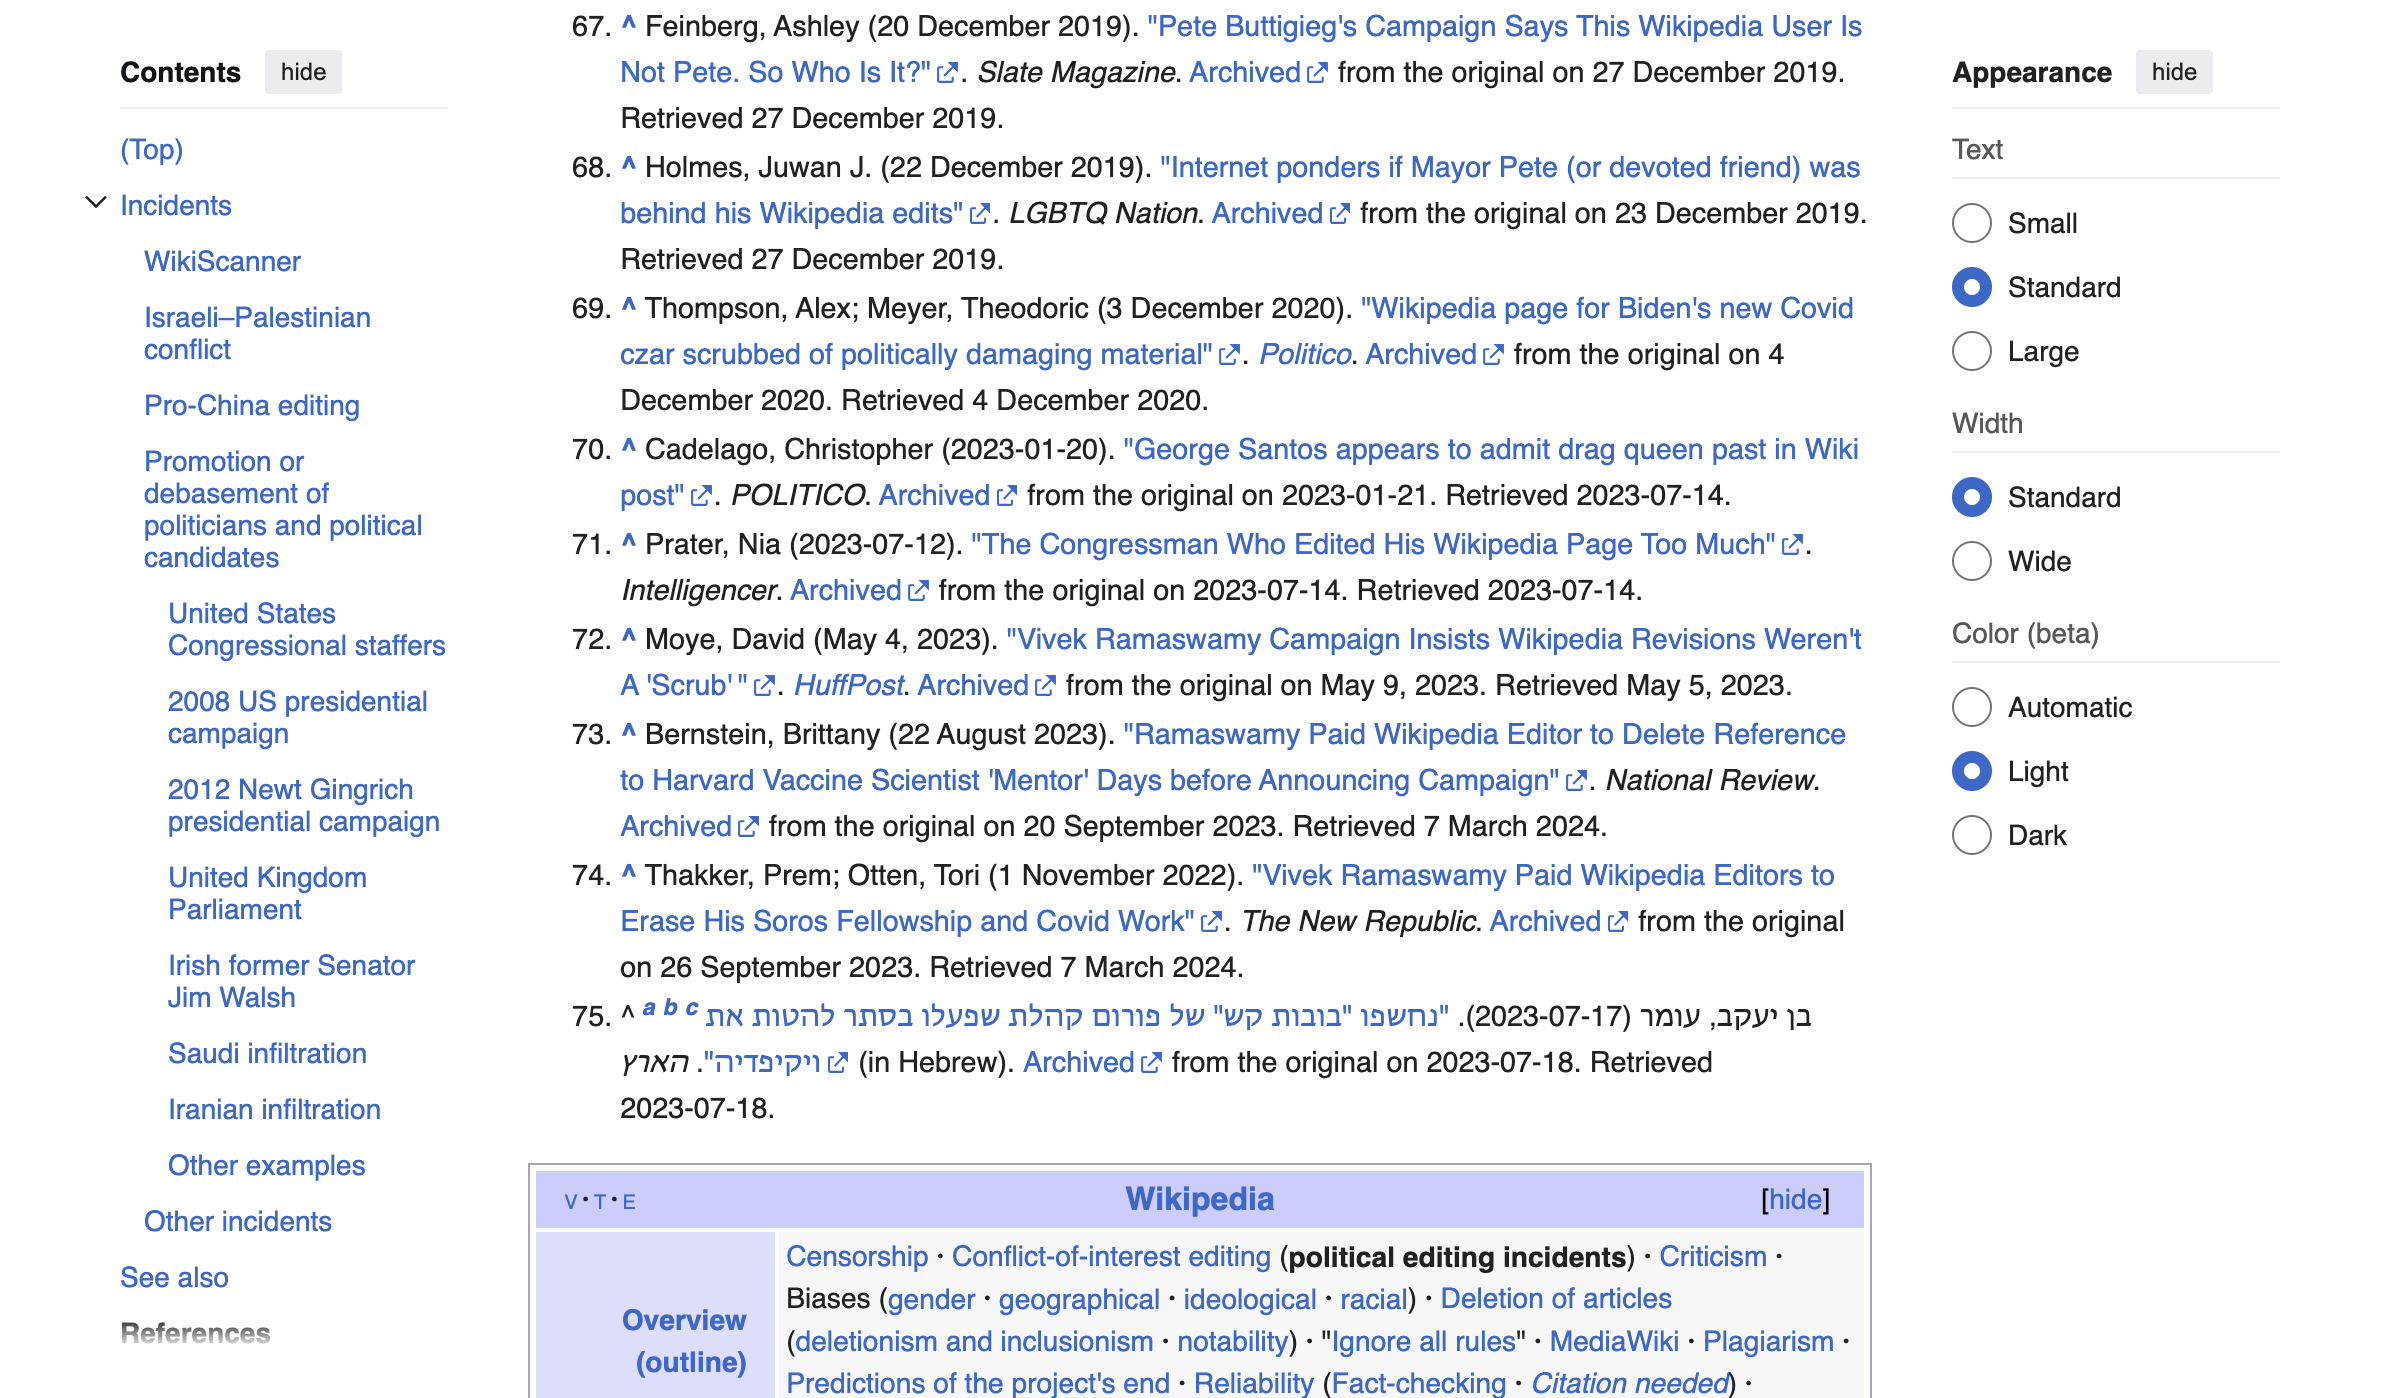 Contents hide
(Top)
Incidents
WikiScanner
Israeli–Palestinian
conflict
Pro-China editing
Promotion or
debasement of
politicians and political
candidates
United States
Congressional staffers
2008 US presidential
campaign
2012 Newt Gingrich
presidential campaign
United Kingdom
Parliament
Irish former Senator
Jim Walsh
Saudi infiltration
Iranian infiltration
Other examples
Other incidents
See also
References
67. ^ Feinberg, Ashley (20 December 2019). "Pete Buttigieg's Campaign Says This Wikipedia User Is
Not Pete. So Who Is It?". Slate Magazine. Archived from the original on 27 December 2019.
Retrieved 27 December 2019.
68. ^ Holmes, Juwan J. (22 December 2019). "Internet ponders if Mayor Pete (or devoted friend) was
behind his Wikipedia edits". LGBTQ Nation. Archived from the original on 23 December 2019.
Retrieved 27 December 2019.
69. ^ Thompson, Alex; Meyer, Theodoric (3 December 2020). "Wikipedia page for Biden's new Covid
czar scrubbed of politically damaging material". Politico. Archived from the original on 4
December 2020. Retrieved 4 December 2020.
70. ^ Cadelago, Christopher (2023-01-20). "George Santos appears to admit drag queen past in Wiki
post". POLITICO. Archived from the original on 2023-01-21. Retrieved 2023-07-14.
71. ^ Prater, Nia (2023-07-12). "The Congressman Who Edited His Wikipedia Page Too Much".
Intelligencer. Archived from the original on 2023-07-14. Retrieved 2023-07-14.
72. ^ Moye, David (May 4, 2023). "Vivek Ramaswamy Campaign Insists Wikipedia Revisions Weren't
A 'Scrub' ". HuffPost. Archived from the original on May 9, 2023. Retrieved May 5, 2023.
73. ^ Bernstein, Brittany (22 August 2023). "Ramaswamy Paid Wikipedia Editor to Delete Reference
to Harvard Vaccine Scientist 'Mentor' Days before Announcing Campaign". National Review.
Archived from the original on 20 September 2023. Retrieved 7 March 2024.
74. ^ Thakker, Prem; Otten, Tori (1 November 2022). "Vivek Ramaswamy Paid Wikipedia Editors to
Erase His Soros Fellowship and Covid Work". The New Republic. Archived from the original
on 26 September 2023. Retrieved 7 March 2024.
75. ^ a b c בן יעקב, עומר (2023-07-17). "נחשפו "בובות קש" של פורום קהלת שפעלו בסתר להטות את
ויקיפדיה". הארץ (in Hebrew). Archived from the original on 2023-07-18. Retrieved
2023-07-18.
V · T · E Wikipedia [hide]
Overview
(outline)
Censorship · Conflict-of-interest editing (political editing incidents) · Criticism ·
Biases (gender · geographical · ideological · racial) · Deletion of articles
(deletionism and inclusionism · notability) · "Ignore all rules" · MediaWiki · Plagiarism ·
Predictions of the project's end · Reliability (Fact-checking · Citation needed) ·
Appearance hide
Text
Small
Standard
Large
Width
Standard
Wide
Color (beta)
Automatic
Light
Dark